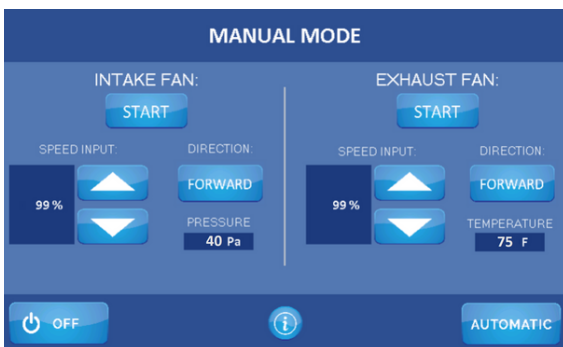 MANUAL MODE
INTAKE FAN:
START
SPEED INPUT:
DIRECTION:
99 %
FORWARD
PRESSURE
40 Pa
EXHAUST FAN:
START
SPEED INPUT:
DIRECTION:
99 %
FORWARD
TEMPERATURE
75 F
OFF
i
AUTOMATIC